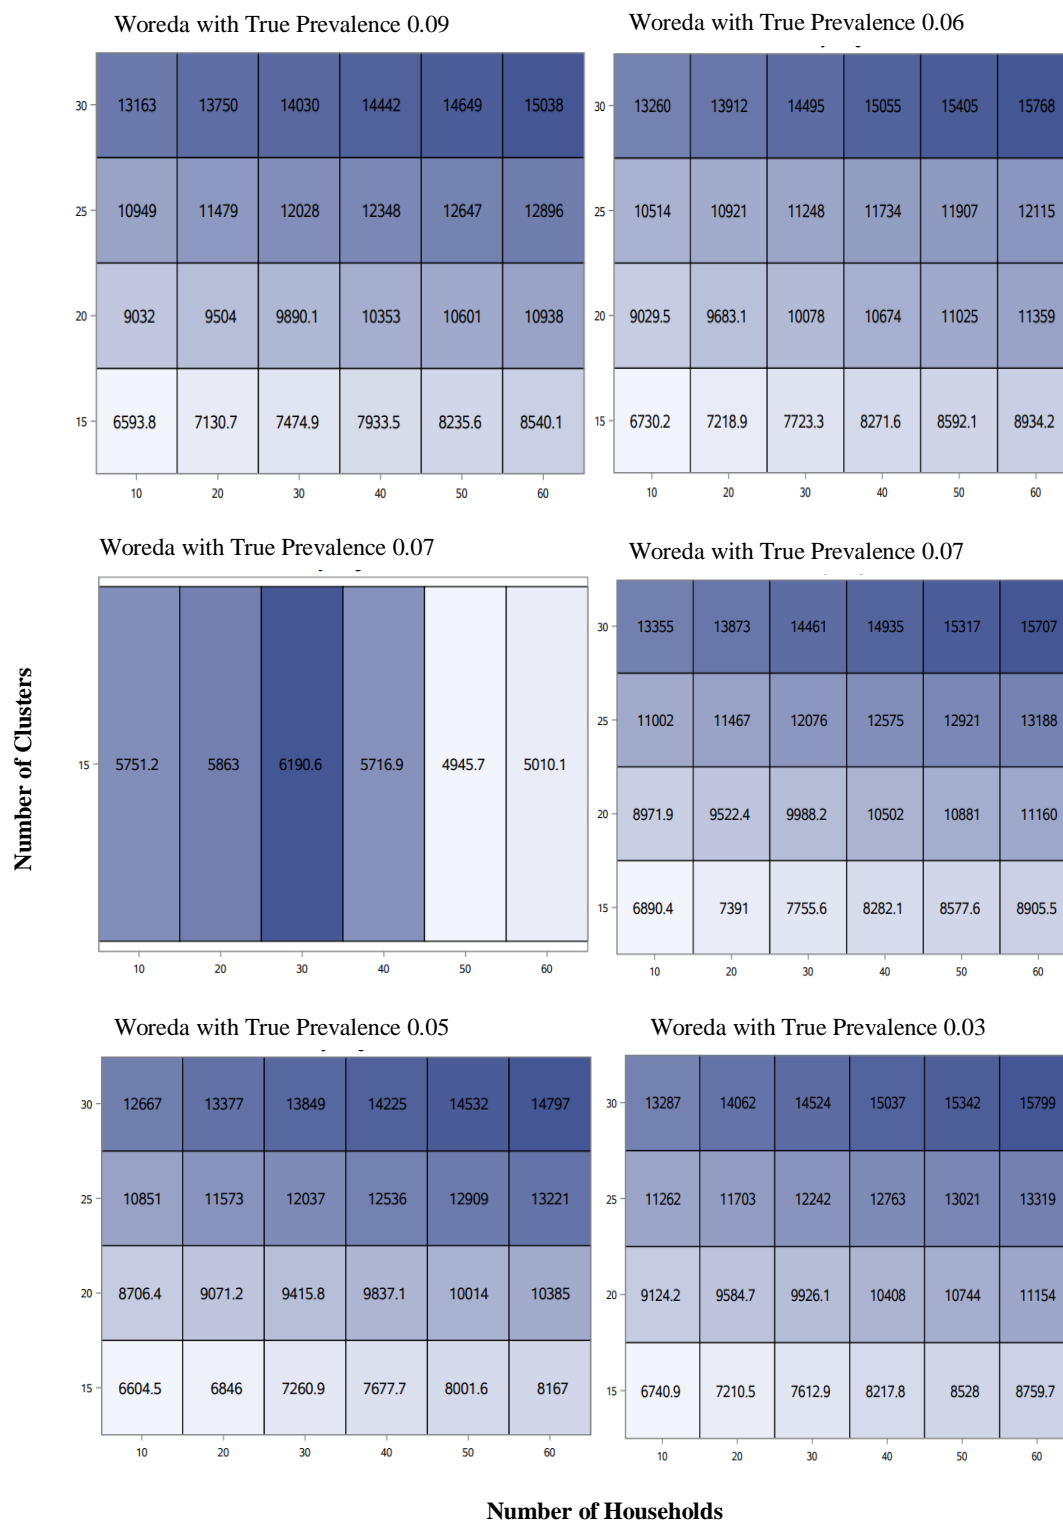 Woreda with True Prevalence 0.09
30 13163 13750 14030 14442 14649 15038
25 10949 11479 12028 12348 12647 12896
20 9032 9504 9890.1 10353 10601 10938
15 6593.8 7130.7 7474.9 7933.5 8235.6 8540.1
10 20 30 40 50 60
Woreda with True Prevalence 0.06
30 13260 13912 14495 15055 15405 15768
25 10514 10921 11248 11734 11907 12115
20 9029.5 9683.1 10078 10674 11025 11359
15 6730.2 7218.9 7723.3 8271.6 8592.1 8934.2
10 20 30 40 50 60
Number of Clusters
Woreda with True Prevalence 0.07
15 5751.2 5863 6190.6 5716.9 4945.7 5010.1
10 20 30 40 50 60
Woreda with True Prevalence 0.07
30 13355 13873 14461 14935 15317 15707
25 11002 11467 12076 12575 12921 13188
20 8971.9 9522.4 9988.2 10502 10881 11160
15 6890.4 7391 7755.6 8282.1 8577.6 8905.5
10 20 30 40 50 60
Woreda with True Prevalence 0.05
30 12667 13377 13849 14225 14532 14797
25 10851 11573 12037 12536 12909 13221
20 8706.4 9071.2 9415.8 9837.1 10014 10385
15 6604.5 6846 7260.9 7677.7 8001.6 8167
10 20 30 40 50 60
Woreda with True Prevalence 0.03
30 13287 14062 14524 15037 15342 15799
25 11262 11703 12242 12763 13021 13319
20 9124.2 9584.7 9926.1 10408 10744 11154
15 6740.9 7210.5 7612.9 8217.8 8528 8759.7
10 20 30 40 50 60
Number of Households